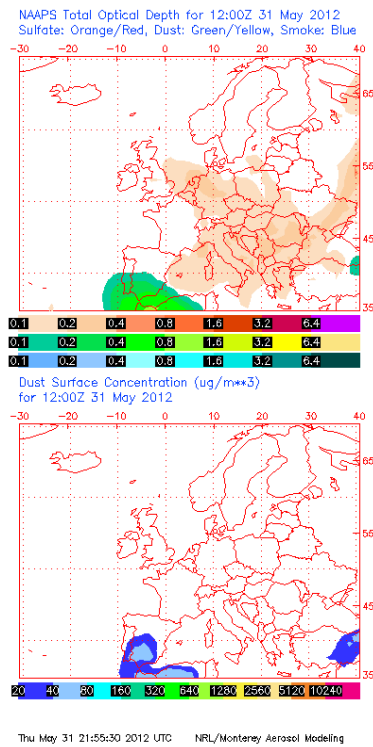 NAAPS Total Optical Depth for 12:00Z 31 May 2012
Sulfate: Orange/Red, Dust: Green/Yellow, Smoke: Blue
-30 -20 -10 0 10 20 30 40
65
45
35
0.1 0.2 0.4 0.8 1.6 3.2 6.4
0.1 0.2 0.4 0.8 1.6 3.2 6.4
0.1 0.2 0.4 0.8 1.6 3.2 6.4
Dust Surface Concentration (ug/m**3)
for 12:00Z 31 May 2012
-30 -20 -10 0 10 20 30 40
65
55
45
35
20 40 80 160 320 640 1280 2560 5120 10240
Thu May 31 21:55:30 2012 UTC NRL/Monterey Aerosol Modeling